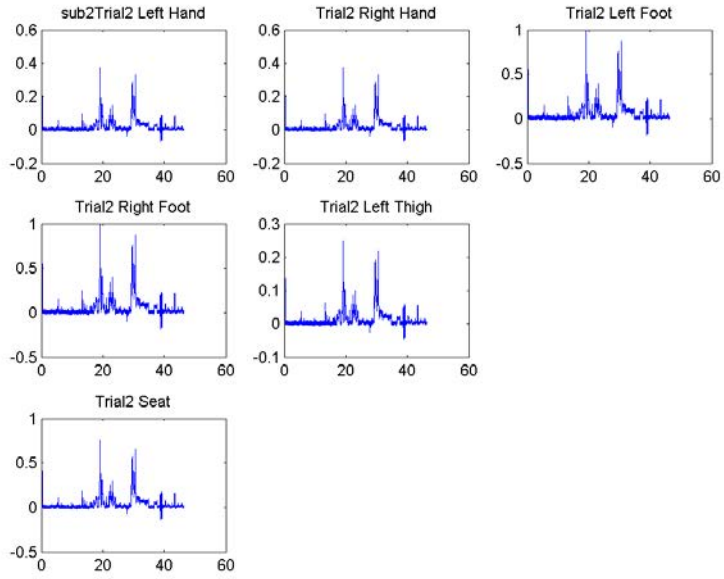 sub2Trial2 Left Hand
0.6
0.4
0.2
0
-0.2
0 20 40 60
Trial2 Right Hand
0.6
0.4
0.2
0
-0.2
0 20 40 60
Trial2 Left Foot
1
0.5
0
-0.5
0 20 40 60
Trial2 Right Foot
1
0.5
0
-0.5
0 20 40 60
Trial2 Left Thigh
0.3
0.2
0.1
0
-0.1
0 20 40 60
Trial2 Seat
1
0.5
0
-0.5
0 20 40 60